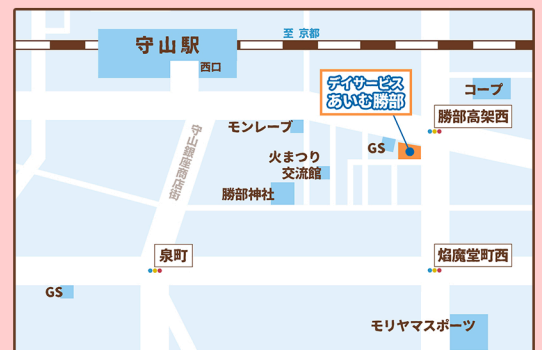 至 京都
守山駅
西口
デイサービス
あいむ勝部
コープ
勝部高架西
モンレーブ
守山銀座商店街
GS
火まつり
交流館
勝部神社
泉町
焔魔堂町西
GS
モリヤマスポーツ